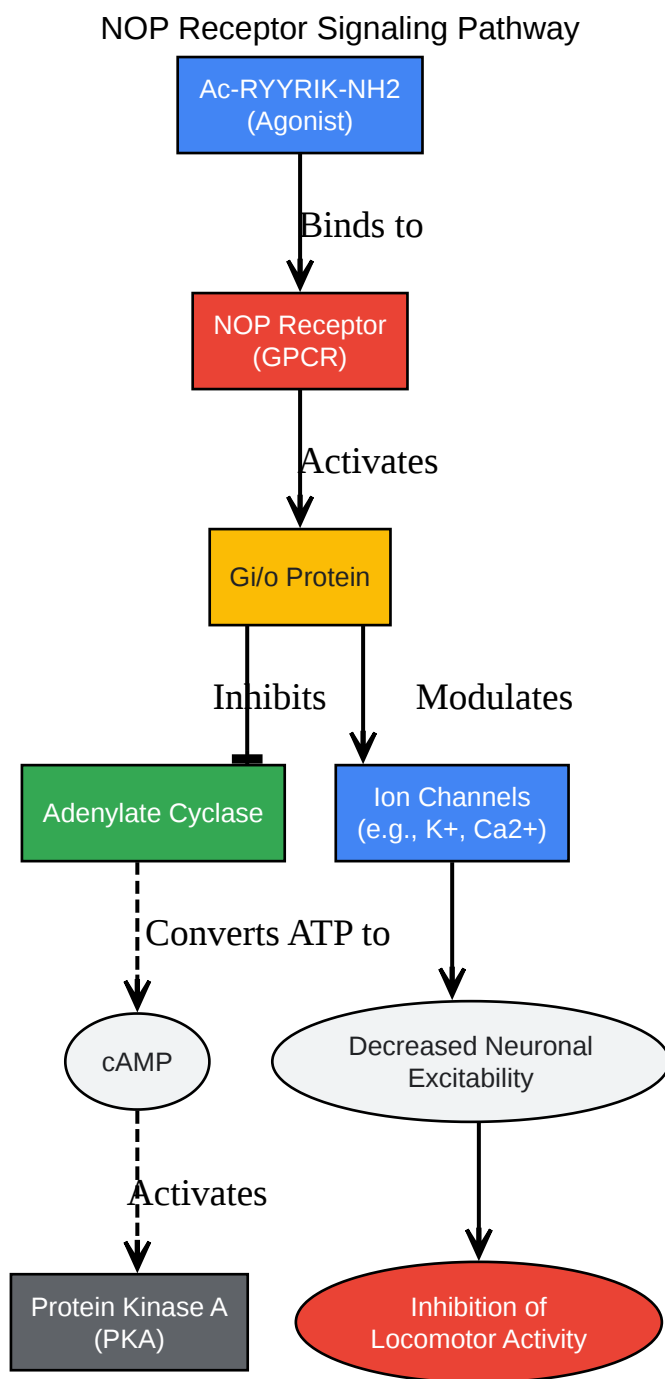 NOP Receptor Signaling Pathway
Ac-RYYRIK-NH2
(Agonist)
Binds to
NOP Receptor
(GPCR)
Activates
Gi/o Protein
Inhibits
Modulates
Adenylate Cyclase
Ion Channels
(e.g., K+, Ca2+)
Converts ATP to
cAMP
Decreased Neuronal
Excitability
Activates
Protein Kinase A
(PKA)
Inhibition of
Locomotor Activity